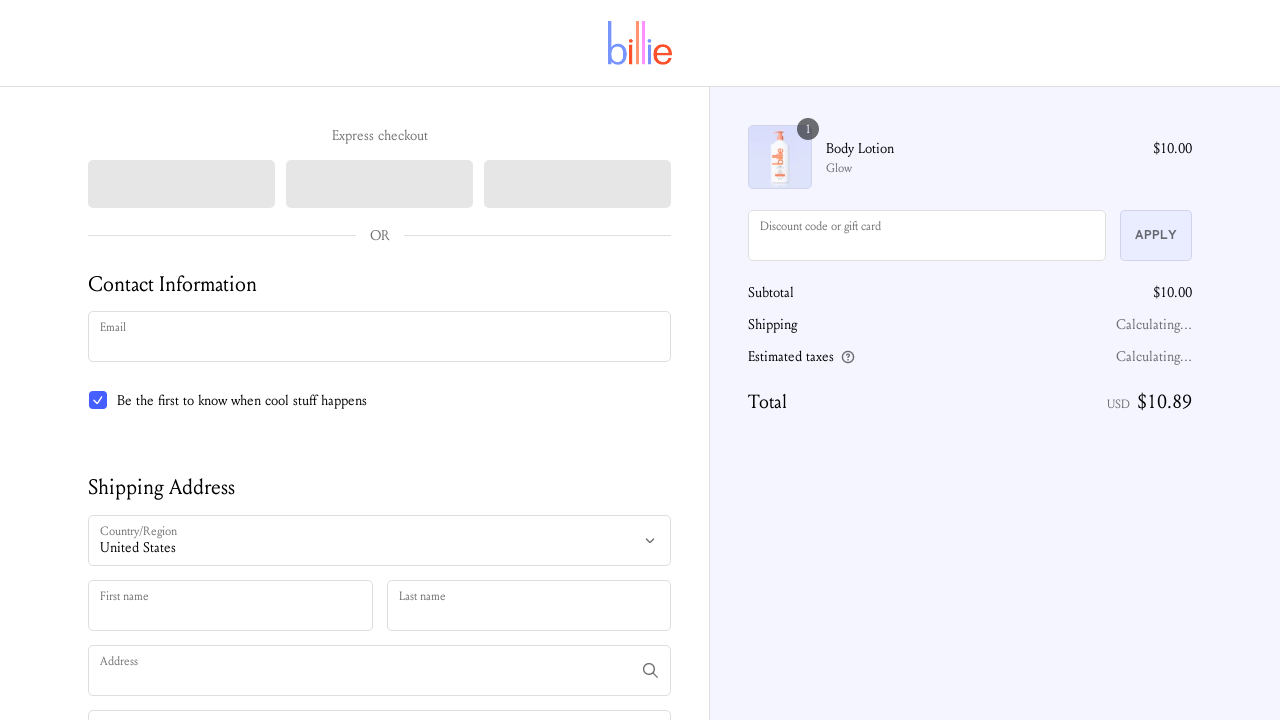 billie
Express checkout
OR
Contact Information
Email
Be the first to know when cool stuff happens
Shipping Address
Country/Region
United States
First name
Last name
Address
1
billie
Body Lotion
$10.00
Glow
Discount code or gift card
APPLY
Subtotal
$10.00
Shipping
Calculating...
Estimated taxes
Calculating...
Total
USD $10.89